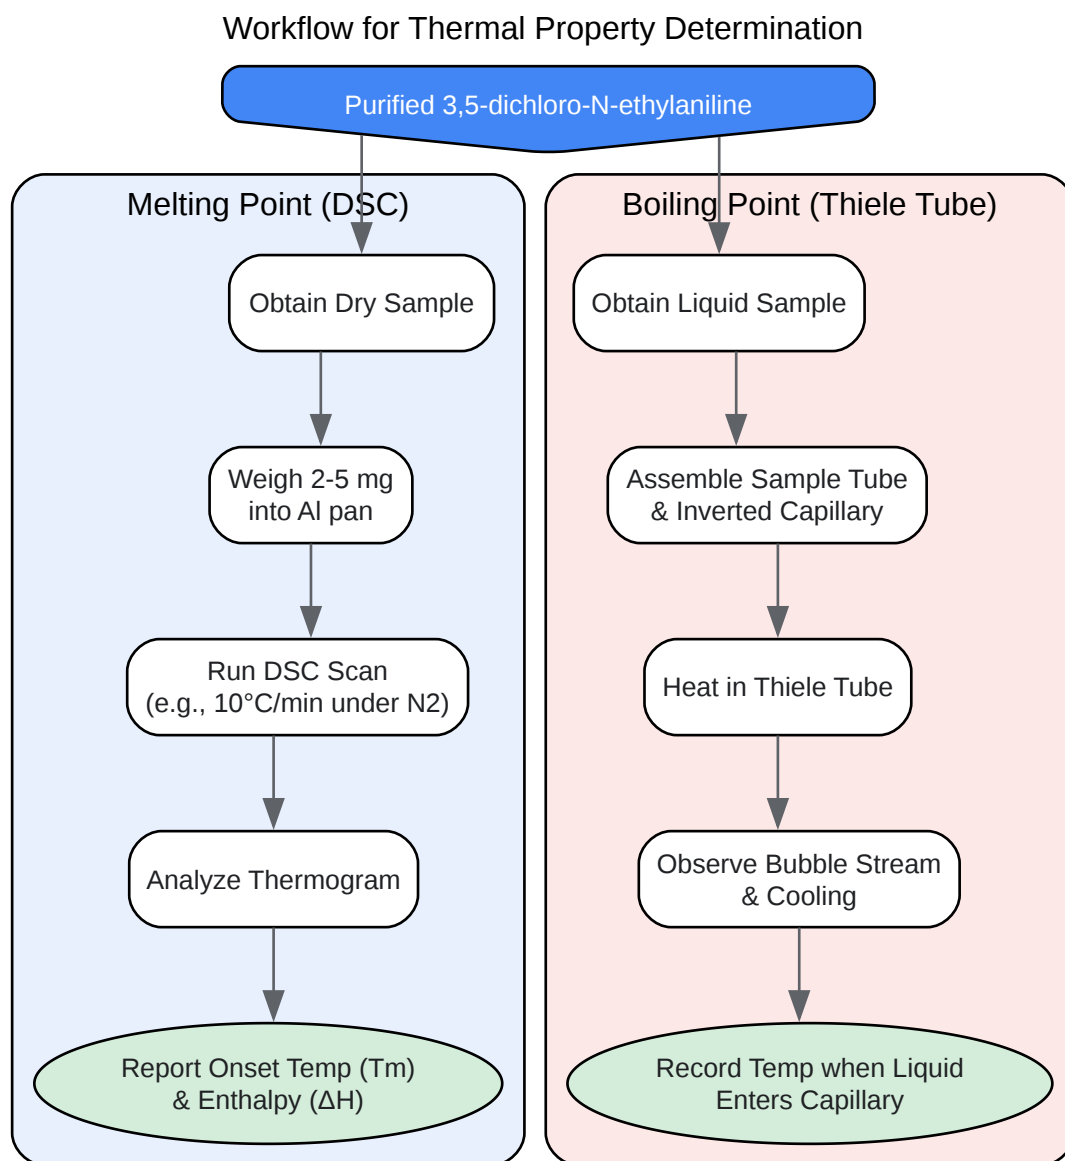 Workflow for Thermal Property Determination
Purified 3,5-dichloro-N-ethylaniline
Melting Point (DSC)
Obtain Dry Sample
Weigh 2-5 mg
into Al pan
Run DSC Scan
(e.g., 10°C/min under N2)
Analyze Thermogram
Report Onset Temp (Tm)
& Enthalpy (ΔH)
Boiling Point (Thiele Tube)
Obtain Liquid Sample
Assemble Sample Tube
& Inverted Capillary
Heat in Thiele Tube
Observe Bubble Stream
& Cooling
Record Temp when Liquid
Enters Capillary